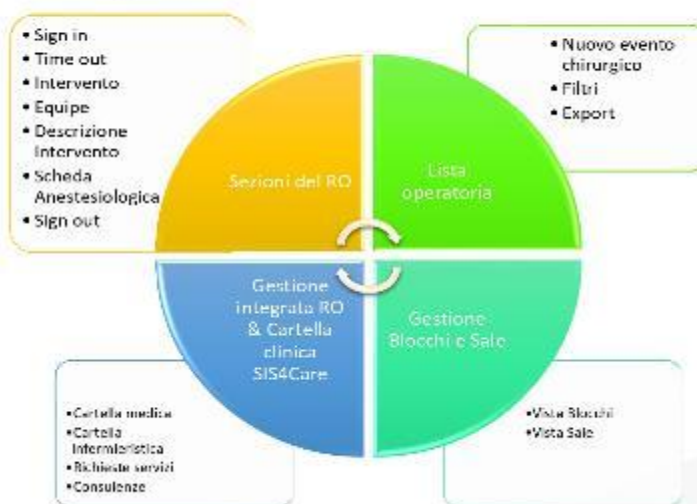 • Sign in
• Time out
• Intervento
• Equipe
• Descrizione
Intervento
• Scheda
Anestesiologica
• Sign out
• Nuovo evento
chirurgico
• Filtri
• Export
Sezioni del RO
Lista
operatoria
Gestione
integrata RO
& Cartella
clinica
SIS4Care
Gestione
Blocchi e Sale
•Cartella medica
•Cartella
infermieristica
•Richieste servizi
•Consulenze
•Vista Blocchi
•Vista Sale